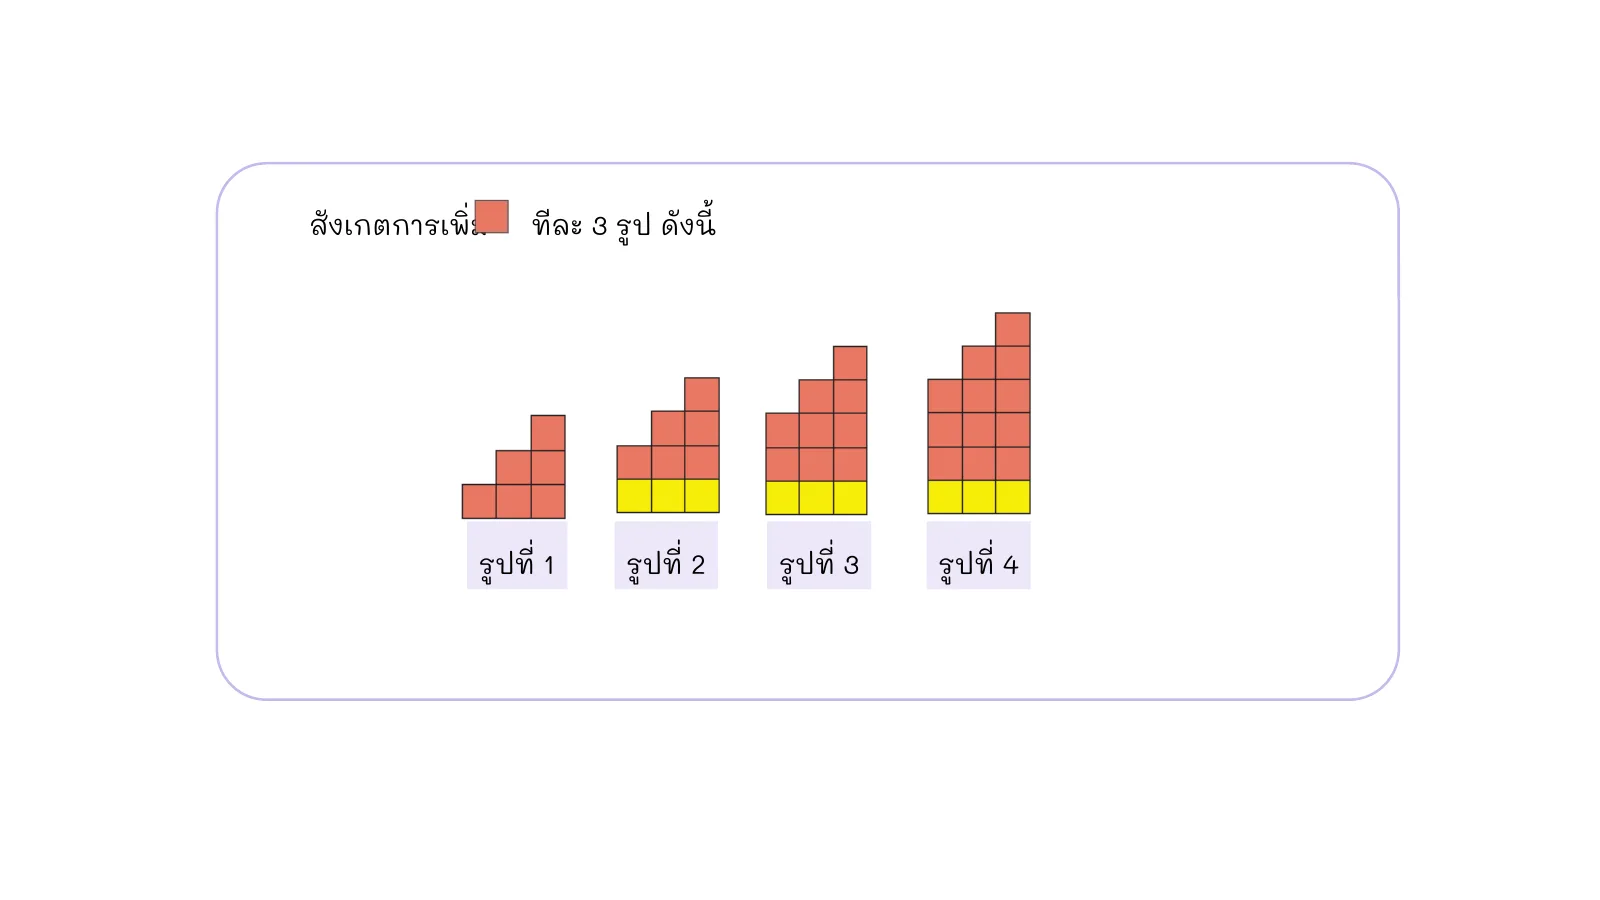 สังเกตการเพิ่ม ทีละ 3 รูป ดังนี้
รูปที่ 1 รูปที่ 2 รูปที่ 3 รูปที่ 4